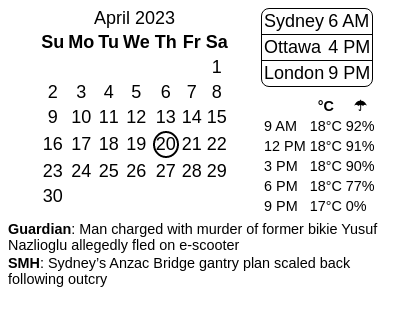 April 2023
Su Mo Tu We Th Fr Sa
1
2 3 4 5 6 7 8
9 10 11 12 13 14 15
16 17 18 19 20 21 22
23 24 25 26 27 28 29
30
Sydney 6 AM
Ottawa 4 PM
London 9 PM
°C ☂
9 AM 18°C 92%
12 PM 18°C 91%
3 PM 18°C 90%
6 PM 18°C 77%
9 PM 17°C 0%
Guardian: Man charged with murder of former bikie Yusuf
Nazlioglu allegedly fled on e-scooter
SMH: Sydney’s Anzac Bridge gantry plan scaled back
following outcry